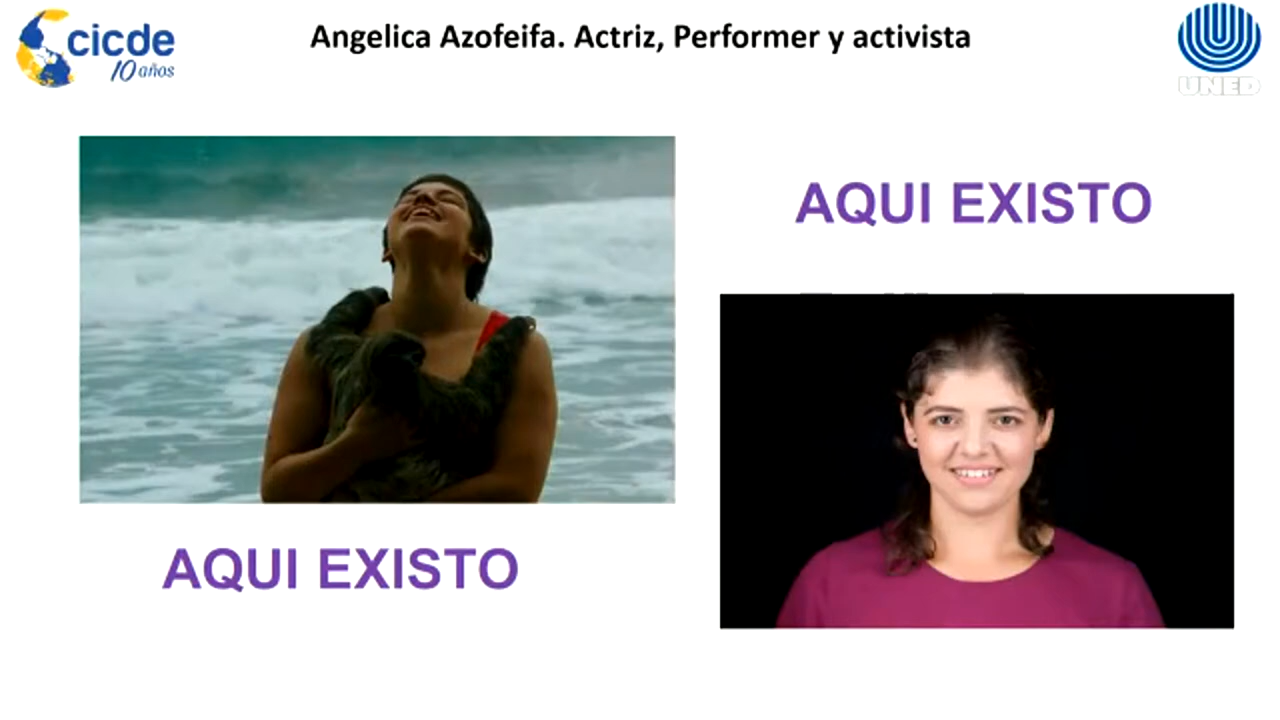 cicde
10 años
Angelica Azofeifa. Actriz, Performer y activista
UNED
AQUI EXISTO
AQUI EXISTO